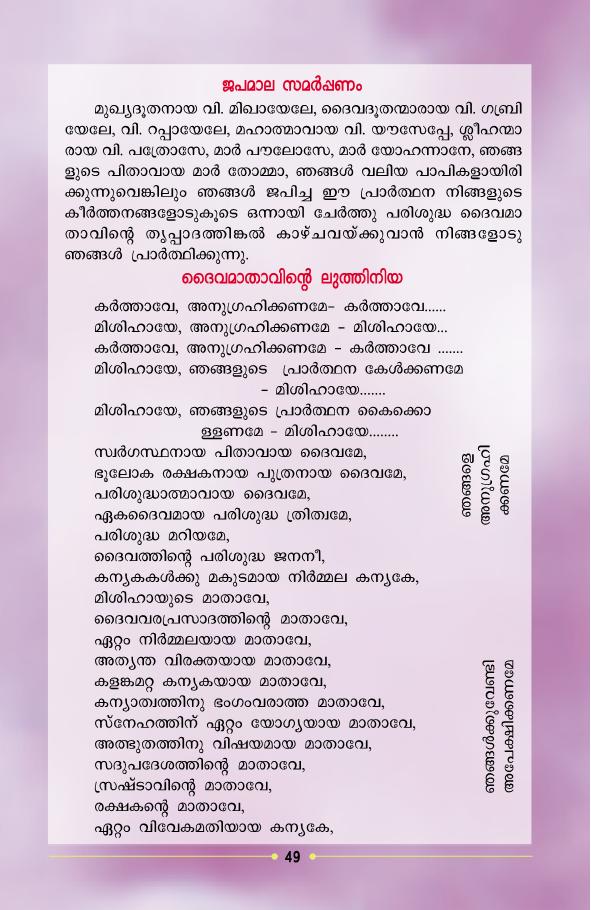 ജപമാല സമർപ്പണം
മുഖ്യദൂതനായ വി. മിഖായേലേ, ദൈവദൂതന്മാരായ വി. ഗബ്രി
യേലേ, വി. റപ്പായേലേ, മഹാത്മാവായ വി. യൗസേപ്പേ, ശ്ലീഹന്മാ
രായ വി. പത്രോസേ, മാർ പൗലോസേ, മാർ യോഹന്നാനേ, ഞങ്ങ
ളുടെ പിതാവായ മാർ തോമ്മാ, ഞങ്ങൾ വലിയ പാപികളായിരി
ക്കുന്നുവെങ്കിലും ഞങ്ങൾ ജപിച്ച ഈ പ്രാർത്ഥന നിങ്ങളുടെ
കീർത്തനങ്ങളോടുകൂടെ ഒന്നായി ചേർത്തു പരിശുദ്ധ ദൈവമാ
താവിന്റെ തൃപ്പാദത്തിങ്കൽ കാഴ്ചവയ്ക്കുവാൻ നിങ്ങളോടു
ഞങ്ങൾ പ്രാർത്ഥിക്കുന്നു.
ദൈവമാതാവിന്റെ ലുത്തിനിയ
കർത്താവേ, അനുഗ്രഹിക്കണമേ– കർത്താവേ......
മിശിഹായേ, അനുഗ്രഹിക്കണമേ – മിശിഹായേ...
കർത്താവേ, അനുഗ്രഹിക്കണമേ – കർത്താവേ .......
മിശിഹായേ, ഞങ്ങളുടെ പ്രാർത്ഥന കേൾക്കണമേ
– മിശിഹായേ.......
മിശിഹായേ, ഞങ്ങളുടെ പ്രാർത്ഥന കൈക്കൊ
ള്ളണമേ – മിശിഹായേ........
സ്വർഗസ്ഥനായ പിതാവായ ദൈവമേ,
ഭൂലോക രക്ഷകനായ പുത്രനായ ദൈവമേ,
പരിശുദ്ധാത്മാവായ ദൈവമേ,
ഏകദൈവമായ പരിശുദ്ധ ത്രിത്വമേ,
ഞങ്ങളെ
അനുഗ്രഹി
ക്കണമേ
പരിശുദ്ധ മറിയമേ,
ദൈവത്തിന്റെ പരിശുദ്ധ ജനനീ,
കന്യകകൾക്കു മകുടമായ നിർമ്മല കന്യകേ,
മിശിഹായുടെ മാതാവേ,
ദൈവവരപ്രസാദത്തിന്റെ മാതാവേ,
ഏറ്റം നിർമ്മലയായ മാതാവേ,
അത്യന്ത വിരക്തയായ മാതാവേ,
കളങ്കമറ്റ കന്യകയായ മാതാവേ,
കന്യാത്വത്തിനു ഭംഗംവരാത്ത മാതാവേ,
സ്നേഹത്തിന് ഏറ്റം യോഗ്യയായ മാതാവേ,
അത്ഭുതത്തിനു വിഷയമായ മാതാവേ,
സദുപദേശത്തിന്റെ മാതാവേ,
സ്രഷ്ടാവിന്റെ മാതാവേ,
രക്ഷകന്റെ മാതാവേ,
ഏറ്റം വിവേകമതിയായ കന്യകേ,
ഞങ്ങൾക്കുവേണ്ടി
അപേക്ഷിക്കണമേ
49